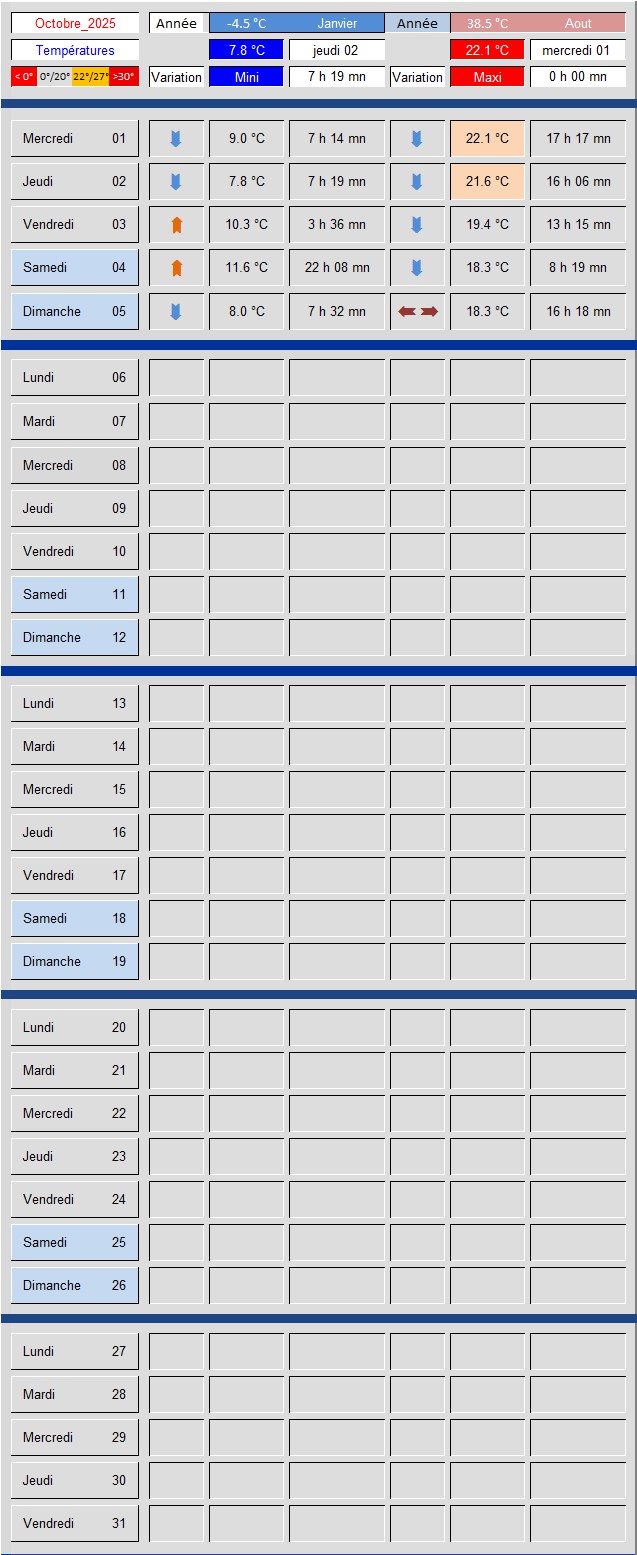 Octobre_2025 Année -4.5 °C Janvier Année 38.5 °C Aout
Températures 7.8 °C jeudi 02 22.1 °C mercredi 01
< 0° 0°/20° 22°/27° >30° Variation Mini 7 h 19 mn Variation Maxi 0 h 00 mn
Mercredi 01 9.0 °C 7 h 14 mn 22.1 °C 17 h 17 mn
Jeudi 02 7.8 °C 7 h 19 mn 21.6 °C 16 h 06 mn
Vendredi 03 10.3 °C 3 h 36 mn 19.4 °C 13 h 15 mn
Samedi 04 11.6 °C 22 h 08 mn 18.3 °C 8 h 19 mn
Dimanche 05 8.0 °C 7 h 32 mn 18.3 °C 16 h 18 mn
Lundi 06
Mardi 07
Mercredi 08
Jeudi 09
Vendredi 10
Samedi 11
Dimanche 12
Lundi 13
Mardi 14
Mercredi 15
Jeudi 16
Vendredi 17
Samedi 18
Dimanche 19
Lundi 20
Mardi 21
Mercredi 22
Jeudi 23
Vendredi 24
Samedi 25
Dimanche 26
Lundi 27
Mardi 28
Mercredi 29
Jeudi 30
Vendredi 31